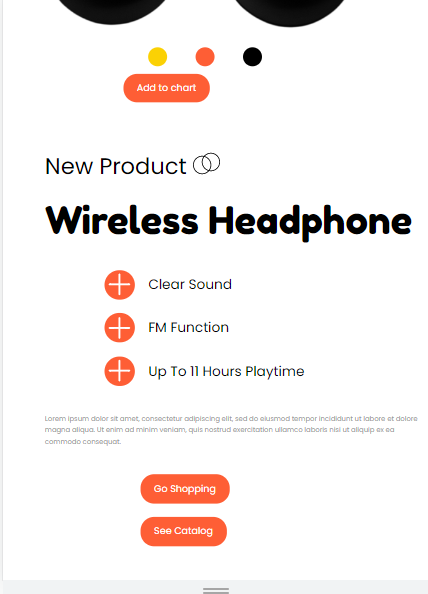 Add to chart
New Product
Wireless Headphone
Clear Sound
FM Function
Up To 11 Hours Playtime
Lorem ipsum dolor sit amet, consectetur adipiscing elit, sed do eiusmod tempor incididunt ut labore et dolore
magna aliqua. Ut enim ad minim veniam, quis nostrud exercitation ullamco laboris nisi ut aliquip ex ea
commodo consequat.
Go Shopping
See Catalog